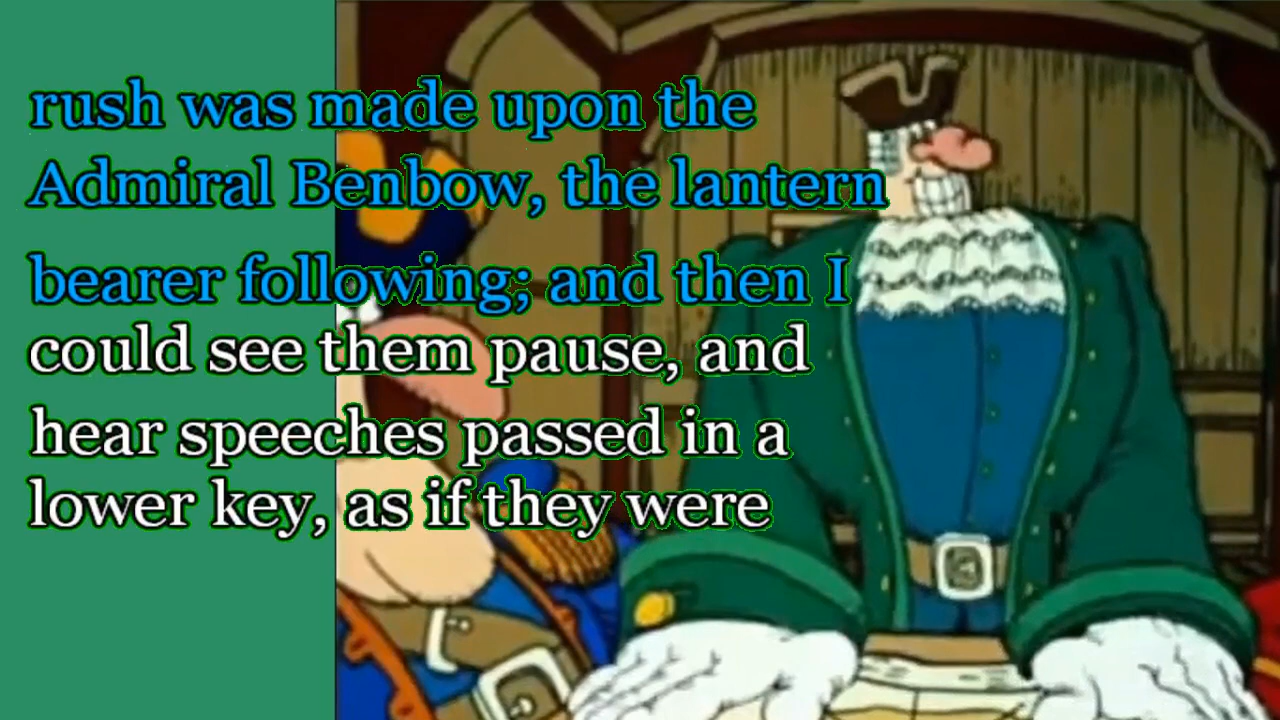 rush was made upon the
Admiral Benbow, the lantern
bearer following; and then I
could see them pause, and
hear speeches passed in a
lower key, as if they were